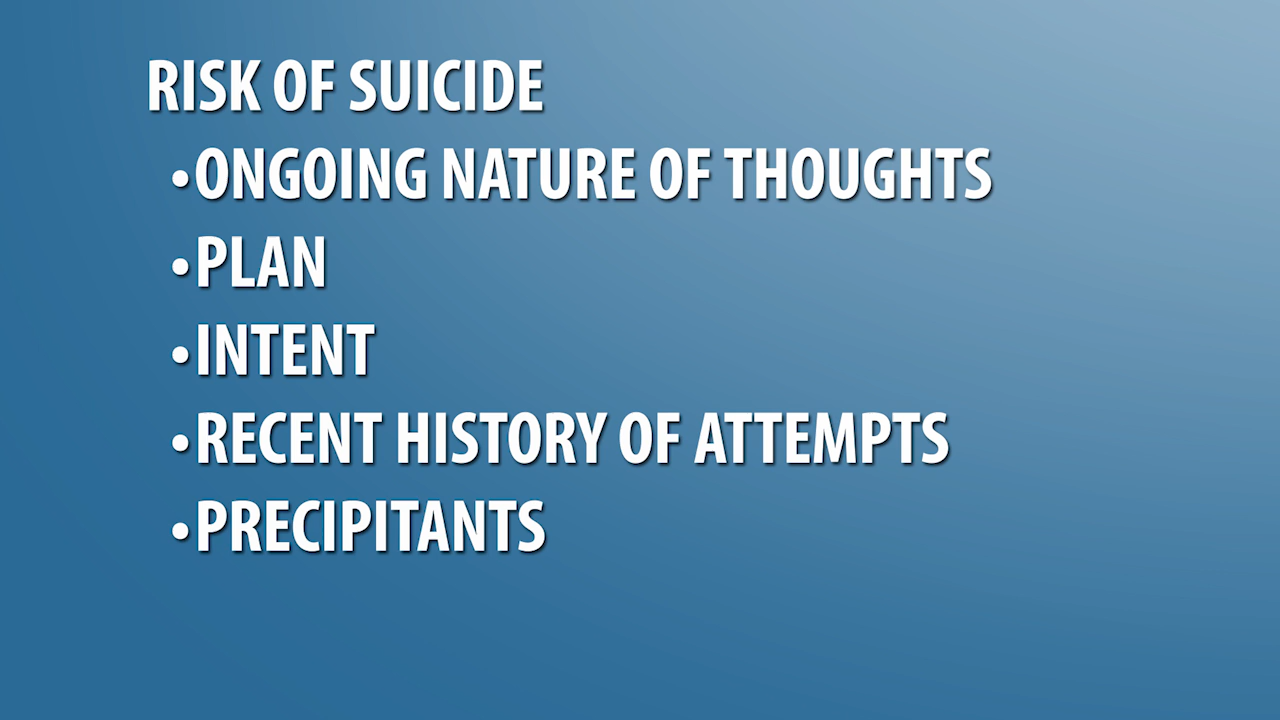 RISK OF SUICIDE
•ONGOING NATURE OF THOUGHTS
•PLAN
•INTENT
•RECENT HISTORY OF ATTEMPTS
•PRECIPITANTS